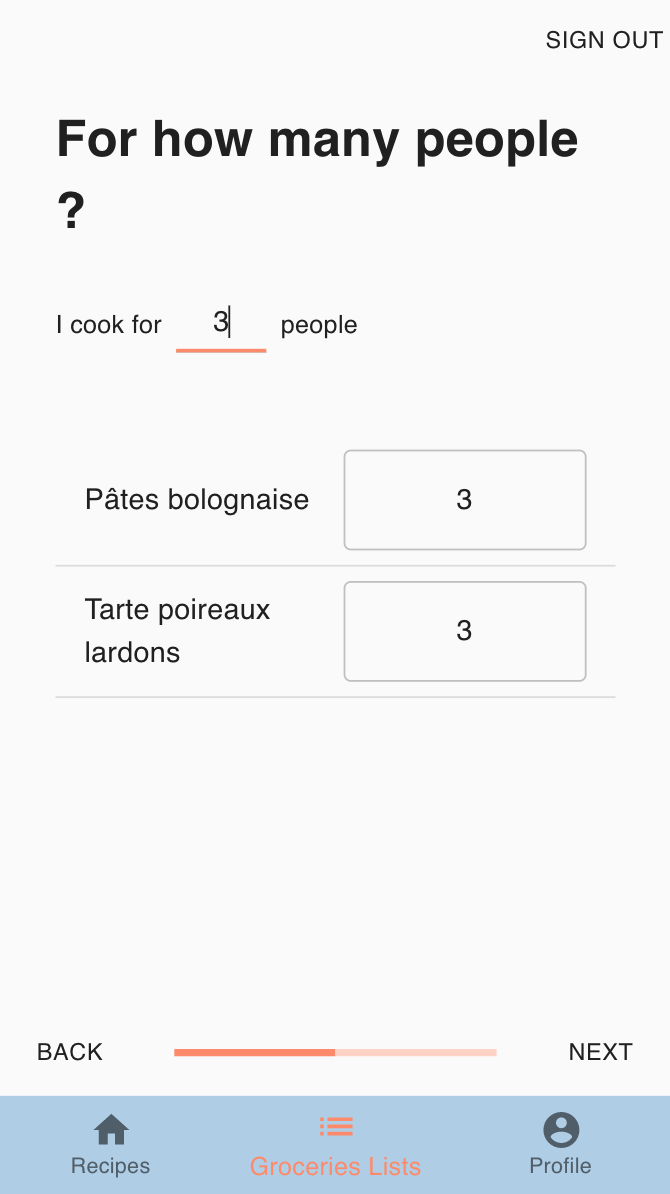 SIGN OUT
For how many people
?
I cook for 3 people
Pâtes bolognaise 3
Tarte poireaux
lardons
3
BACK NEXT
Recipes Groceries Lists Profile